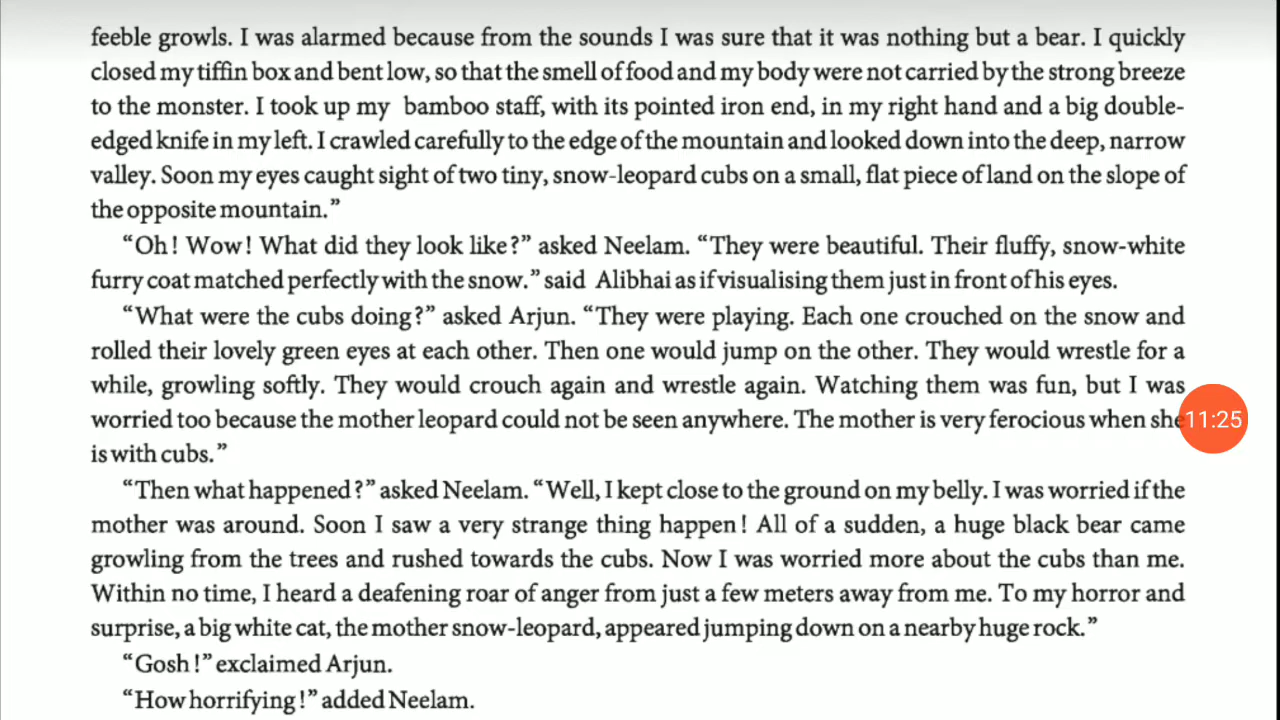 feeble growls. I was alarmed because from the sounds I was sure that it was nothing but a bear. I quickly
closed my tiffin box and bent low, so that the smell of food and my body were not carried by the strong breeze
to the monster. I took up my bamboo staff, with its pointed iron end, in my right hand and a big double-
edged knife in my left. I crawled carefully to the edge of the mountain and looked down into the deep, narrow
valley. Soon my eyes caught sight of two tiny, snow-leopard cubs on a small, flat piece of land on the slope of
the opposite mountain.”
“Oh! Wow! What did they look like?” asked Neelam. “They were beautiful. Their fluffy, snow-white
furry coat matched perfectly with the snow.” said Alibhai as if visualising them just in front of his eyes.
“What were the cubs doing?” asked Arjun. “They were playing. Each one crouched on the snow and
rolled their lovely green eyes at each other. Then one would jump on the other. They would wrestle for a
while, growling softly. They would crouch again and wrestle again. Watching them was fun, but I was
worried too because the mother leopard could not be seen anywhere. The mother is very ferocious when she
11:25
is with cubs.”
“Then what happened?” asked Neelam. “Well, I kept close to the ground on my belly. I was worried if the
mother was around. Soon I saw a very strange thing happen! All of a sudden, a huge black bear came
growling from the trees and rushed towards the cubs. Now I was worried more about the cubs than me.
Within no time, I heard a deafening roar of anger from just a few meters away from me. To my horror and
surprise, a big white cat, the mother snow-leopard, appeared jumping down on a nearby huge rock.”
“Gosh!” exclaimed Arjun.
“How horrifying!” added Neelam.